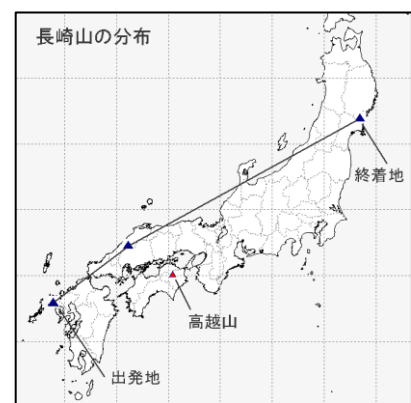 長崎山の分布
終着地
高越山
出発地